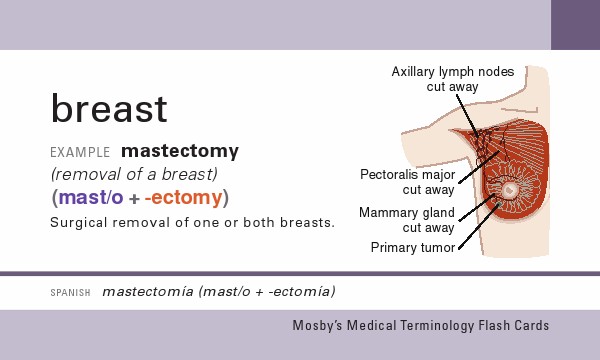 breast
EXAMPLE mastectomy
(removal of a breast)
(mast/o + -ectomy)
Surgical removal of one or both breasts.
Axillary lymph nodes
cut away
Pectoralis major
cut away
Mammary gland
cut away
Primary tumor
SPANISH mastectomía (mast/o + -ectomía)
Mosby's Medical Terminology Flash Cards